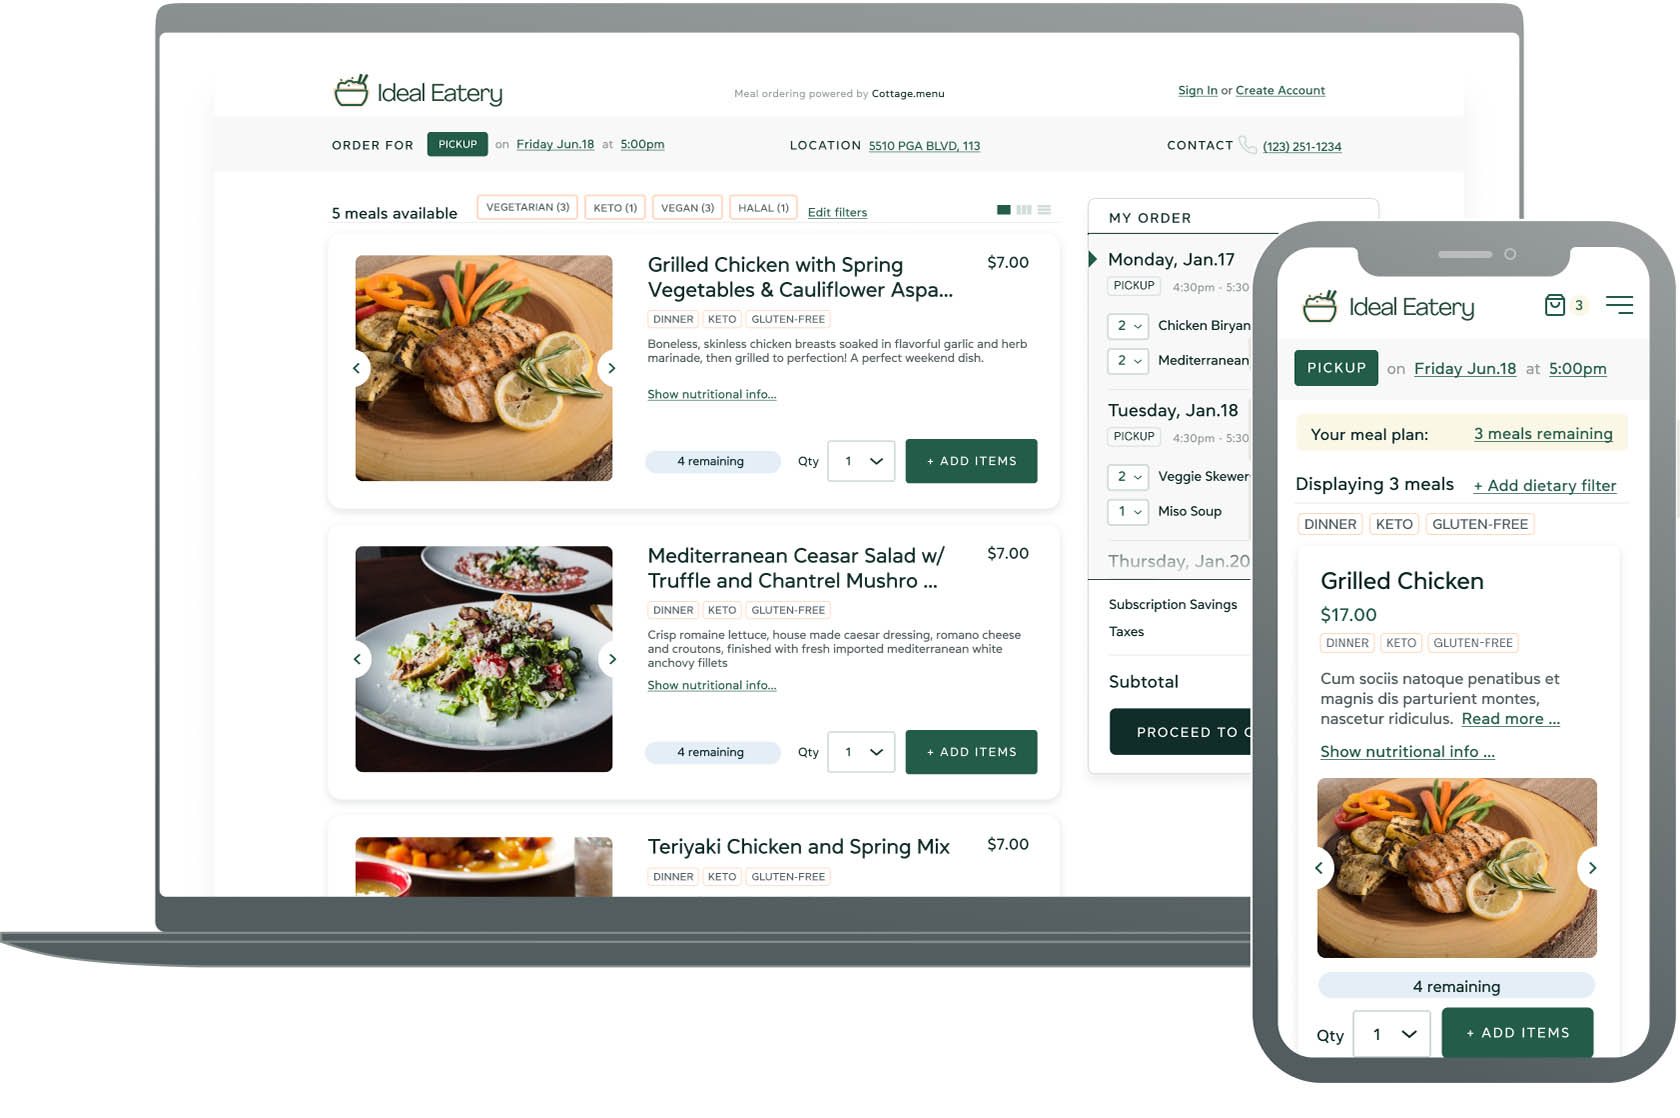 Ideal Eatery
Meal ordering powered by Cottage.menu
Sign In or Create Account
ORDER FOR PICKUP on Friday Jun.18 at 5:00pm
LOCATION 5510 PGA BLVD, 113
CONTACT (123) 251-1234
5 meals available
VEGETARIAN (3) KETO (1) VEGAN (3) HALAL (1) Edit filters
Grilled Chicken with Spring
Vegetables & Cauliflower Aspa...
$7.00
DINNER KETO GLUTEN-FREE
Boneless, skinless chicken breasts soaked in flavorful garlic and herb
marinade, then grilled to perfection! A perfect weekend dish.
Show nutritional info...
4 remaining Qty 1 + ADD ITEMS
Mediterranean Ceasar Salad w/
Truffle and Chantrel Mushro ...
$7.00
DINNER KETO GLUTEN-FREE
Crisp romaine lettuce, house made caesar dressing, romano cheese
and croutons, finished with fresh imported mediterranean white
anchovy fillets
Show nutritional info...
4 remaining Qty 1 + ADD ITEMS
Teriyaki Chicken and Spring Mix
$7.00
DINNER KETO GLUTEN-FREE
MY ORDER
Monday, Jan.17
PICKUP 4:30pm - 5:30
2 Chicken Biryan
2 Mediterranean
Tuesday, Jan.18
PICKUP 4:30pm - 5:30
2 Veggie Skewer
1 Miso Soup
Thursday, Jan.20
Subscription Savings
Taxes
Subtotal
PROCEED TO C
Ideal Eatery
3
PICKUP on Friday Jun.18 at 5:00pm
Your meal plan: 3 meals remaining
Displaying 3 meals + Add dietary filter
DINNER KETO GLUTEN-FREE
Grilled Chicken
$17.00
DINNER KETO GLUTEN-FREE
Cum sociis natoque penatibus et
magnis dis parturient montes,
nascetur ridiculus. Read more ...
Show nutritional info ...
4 remaining
Qty 1 + ADD ITEMS